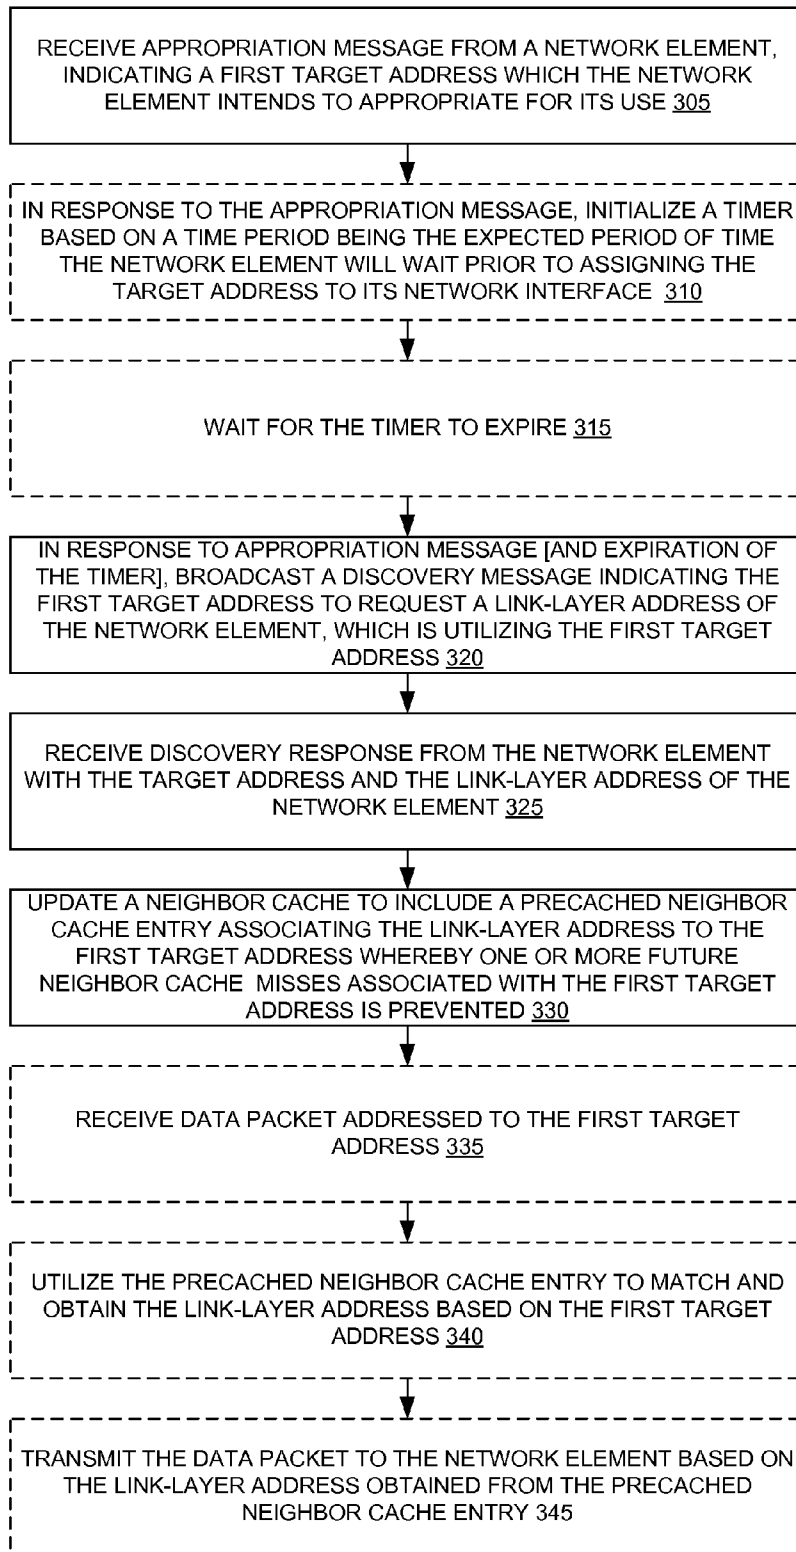 RECEIVE APPROPRIATION MESSAGE FROM A NETWORK ELEMENT,
INDICATING A FIRST TARGET ADDRESS WHICH THE NETWORK
ELEMENT INTENDS TO APPROPRIATE FOR ITS USE 305
IN RESPONSE TO THE APPROPRIATION MESSAGE, INITIALIZE A TIMER
BASED ON A TIME PERIOD BEING THE EXPECTED PERIOD OF TIME
THE NETWORK ELEMENT WILL WAIT PRIOR TO ASSIGNING THE
TARGET ADDRESS TO ITS NETWORK INTERFACE 310
WAIT FOR THE TIMER TO EXPIRE 315
IN RESPONSE TO APPROPRIATION MESSAGE [AND EXPIRATION OF
THE TIMER], BROADCAST A DISCOVERY MESSAGE INDICATING THE
FIRST TARGET ADDRESS TO REQUEST A LINK-LAYER ADDRESS OF
THE NETWORK ELEMENT, WHICH IS UTILIZING THE FIRST TARGET
ADDRESS 320
RECEIVE DISCOVERY RESPONSE FROM THE NETWORK ELEMENT
WITH THE TARGET ADDRESS AND THE LINK-LAYER ADDRESS OF THE
NETWORK ELEMENT 325
UPDATE A NEIGHBOR CACHE TO INCLUDE A PRECACHED NEIGHBOR
CACHE ENTRY ASSOCIATING THE LINK-LAYER ADDRESS TO THE
FIRST TARGET ADDRESS WHEREBY ONE OR MORE FUTURE
NEIGHBOR CACHE MISSES ASSOCIATED WITH THE FIRST TARGET
ADDRESS IS PREVENTED 330
RECEIVE DATA PACKET ADDRESSED TO THE FIRST TARGET
ADDRESS 335
UTILIZE THE PRECACHED NEIGHBOR CACHE ENTRY TO MATCH AND
OBTAIN THE LINK-LAYER ADDRESS BASED ON THE FIRST TARGET
ADDRESS 340
TRANSMIT THE DATA PACKET TO THE NETWORK ELEMENT BASED ON
THE LINK-LAYER ADDRESS OBTAINED FROM THE PRECACHED
NEIGHBOR CACHE ENTRY 345